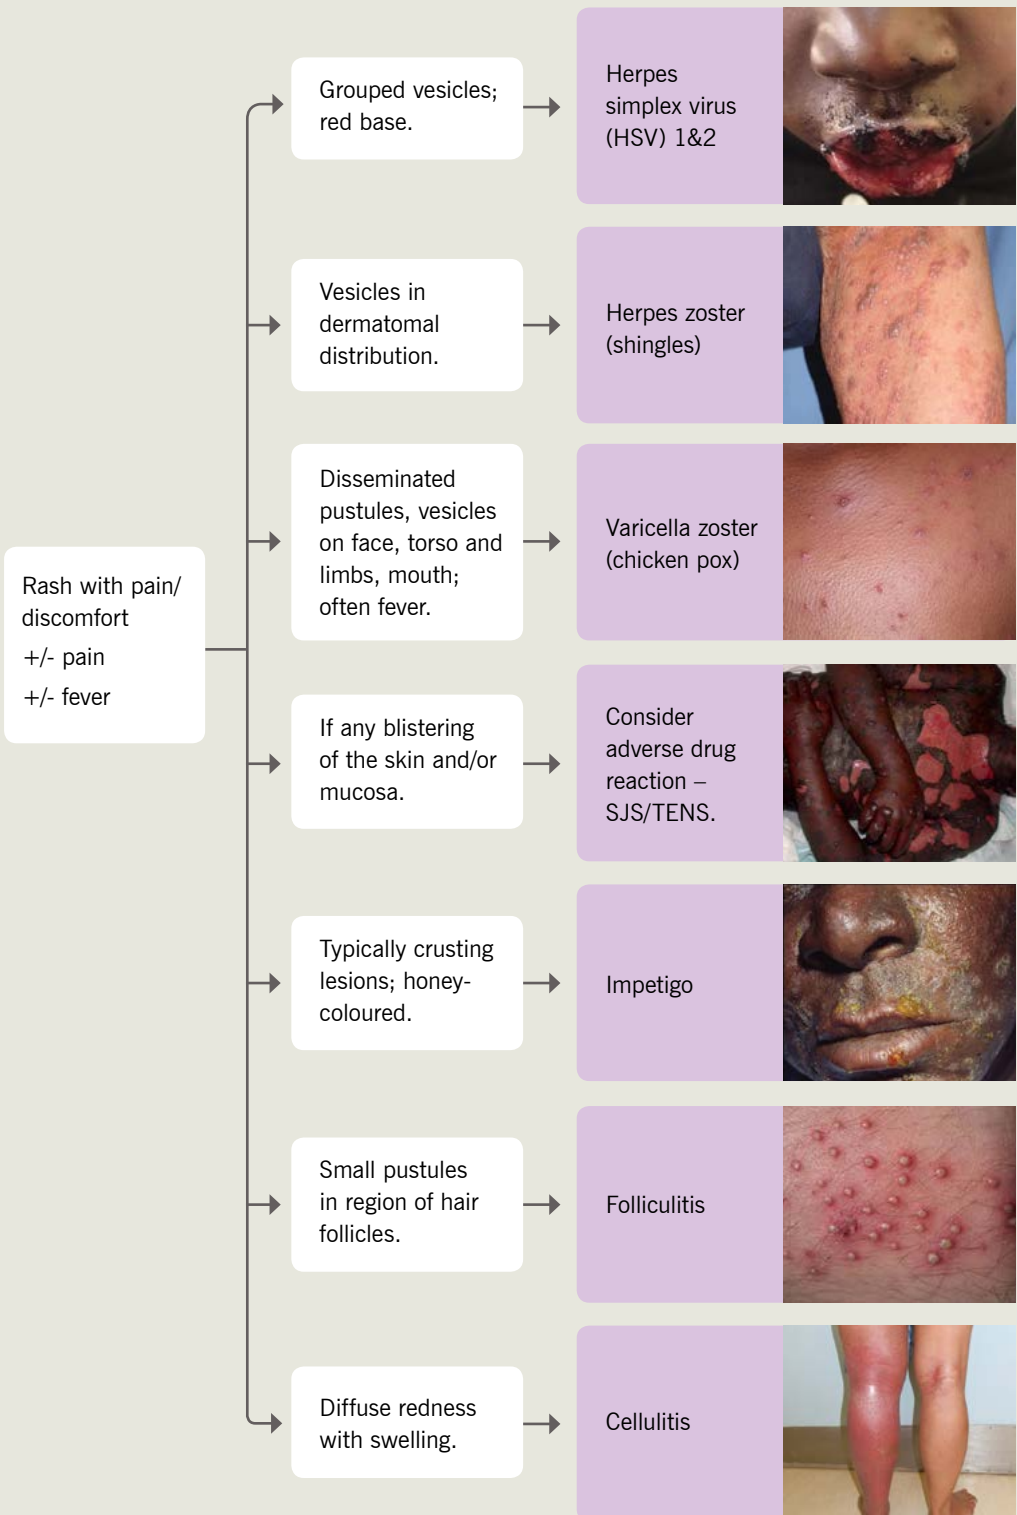 Rash with pain/
discomfort
+/- pain
+/- fever
Grouped vesicles;
red base.
Herpes
simplex virus
(HSV) 1&2
Vesicles in
dermatomal
distribution.
Herpes zoster
(shingles)
Disseminated
pustules, vesicles
on face, torso and
limbs, mouth;
often fever.
Varicella zoster
(chicken pox)
If any blistering
of the skin and/or
mucosa.
Consider
adverse drug
reaction –
SJS/TENS.
Typically crusting
lesions; honey-
coloured.
Impetigo
Small pustules
in region of hair
follicles.
Folliculitis
Diffuse redness
with swelling.
Cellulitis